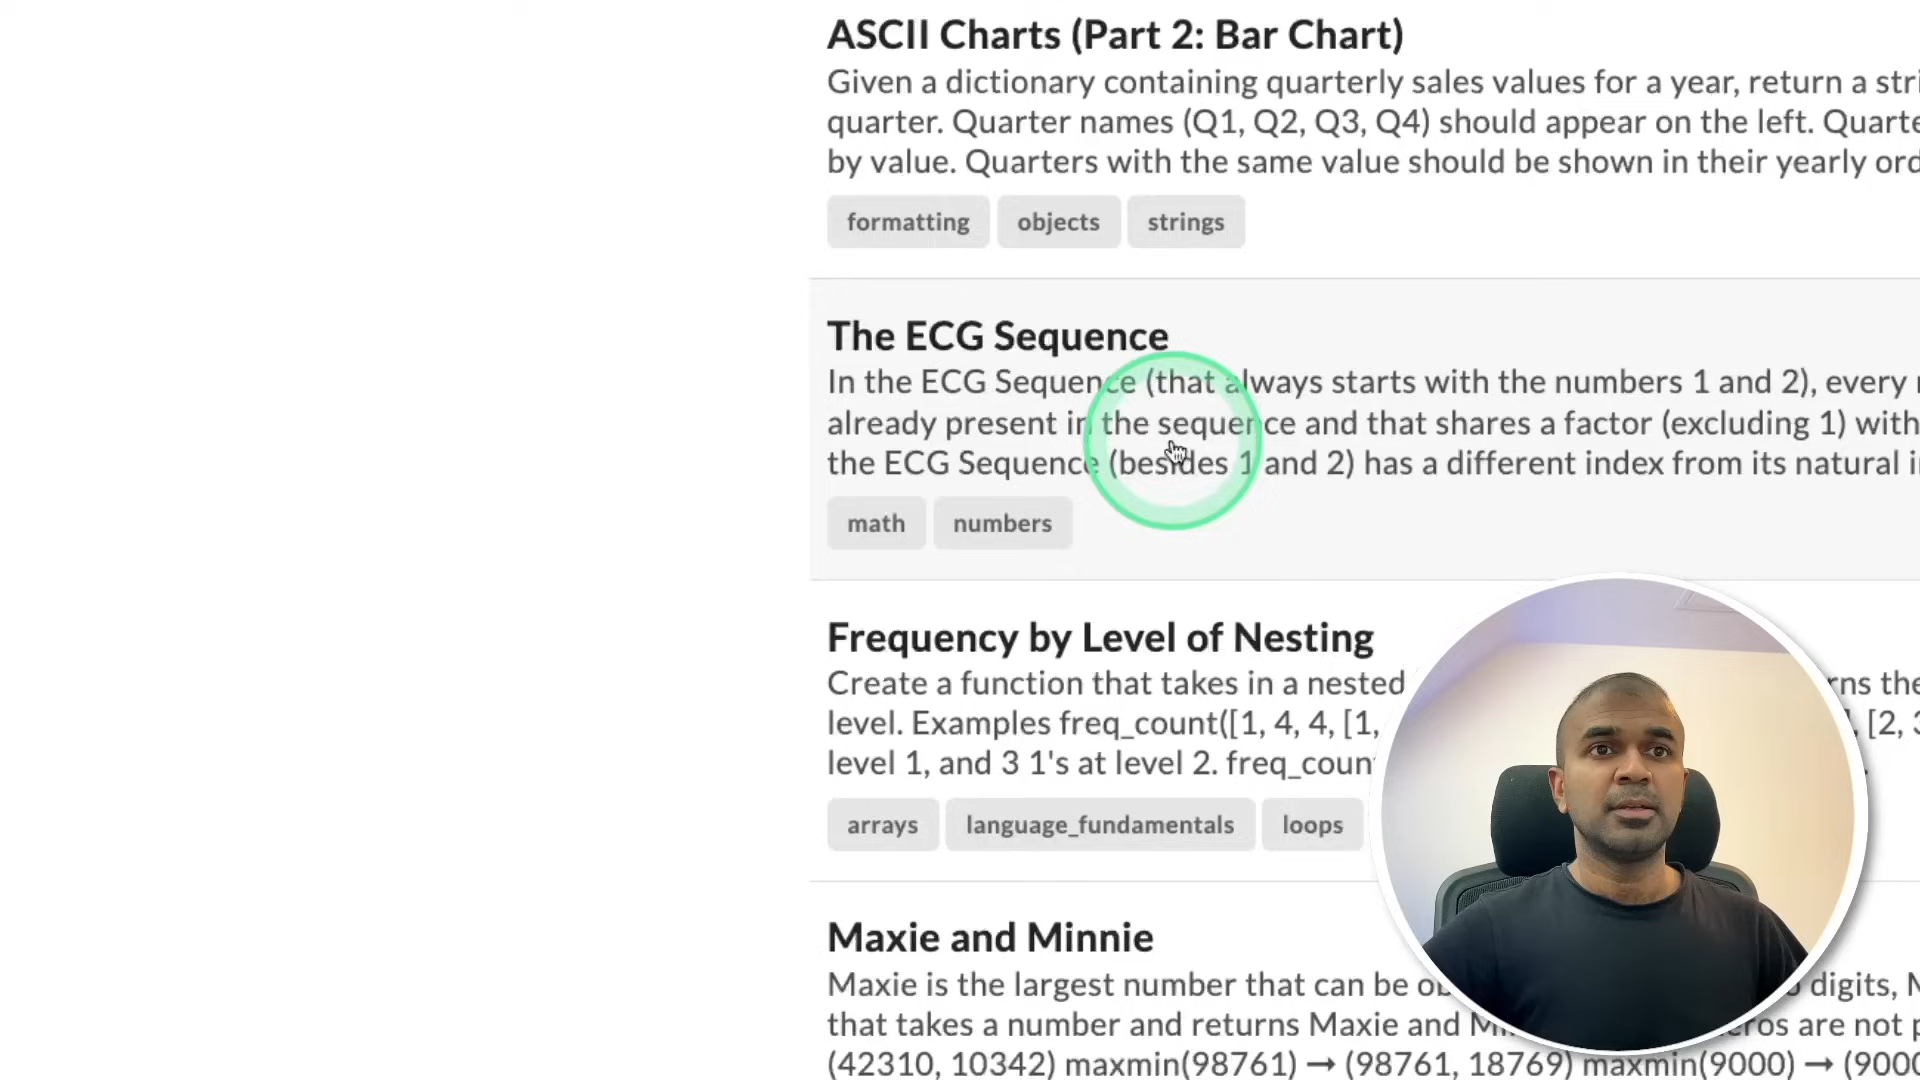 ASCII Charts (Part 2: Bar Chart)
Given a dictionary containing quarterly sales values for a year, return a
quarter. Quarter names (Q1, Q2, Q3, Q4) should appear on the left.
by value. Quarters with the same value should be shown in their yearly
formatting objects strings
The ECG Sequence
In the ECG Sequence (that always starts with the numbers 1 and 2), every
already present in the sequence and that shares a factor (excluding 1) with
the ECG Sequence (besides 1 and 2) has a different index from its natural
math numbers
Frequency by Level of Nesting
Create a function that takes in a nested the
level. Examples freq_count([1, 4, 4, [1, [2,
level 1, and 3 1's at level 2.
arrays language_fundamentals loops
Maxie and Minnie
Maxie is the largest number that can be digits,
that takes a number and returns Maxie and are not
(42310, 10342) maxmin(98761) → (98761, 18769) maxmin(9000) →